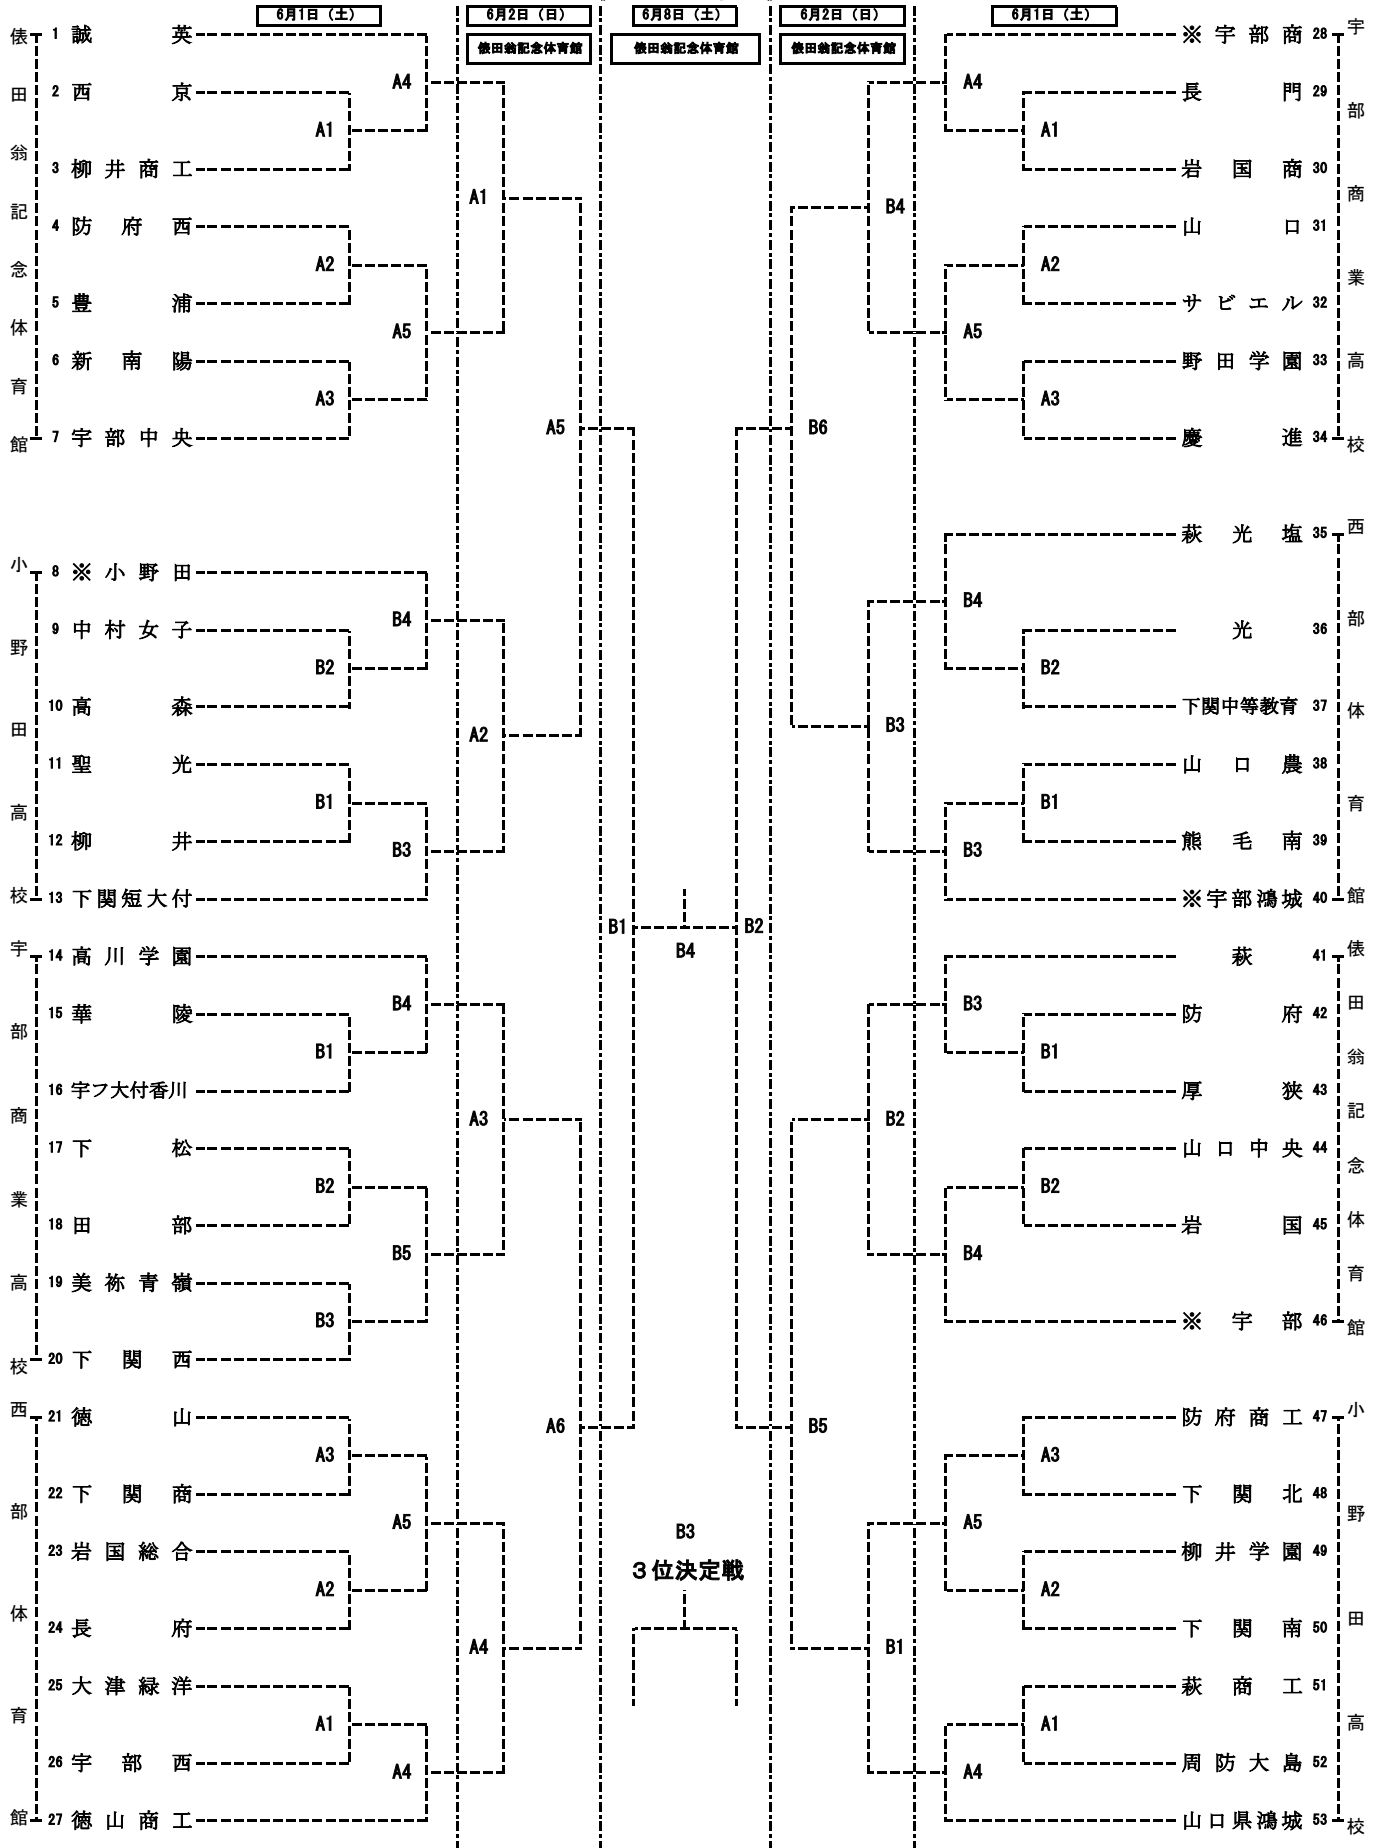 6月1日（土）
6月2日（日）
6月8日（土）
6月2日（日）
6月1日（土）
俵田翁記念体育館
俵田翁記念体育館
俵田翁記念体育館
俵田翁記念体育館
1 誠英
2 西京
3 柳井商工
4 防府西
5 豊浦
6 新南陽
7 宇部中央
A4
A1
A2
A5
A3
A1
小野田高校
8 ※小野田
9 中村女子
10 高森
11 聖光
12 柳井
13 下関短大付
B4
B2
B1
B3
A2
A5
宇部商業高校
14 高川学園
15 華陵
16 宇フ大付香川
17 下松
18 田部
19 美祢青嶺
20 下関西
B4
B1
B2
B5
B3
A3
西部体育館
21 徳山
22 下関商
23 岩国総合
24 長府
25 大津緑洋
26 宇部西
27 徳山商工
A3
A5
A2
A1
A4
A4
A6
B1
B4
B2
B3
３位決定戦
宇部商業高校
※宇部商 28
長門 29
岩国商 30
山口 31
サビエル 32
野田学園 33
慶進 34
A4
A1
A2
A5
A3
B4
B6
西部体育館
萩光塩 35
光 36
下関中等教育 37
山口農 38
熊毛南 39
※宇部鴻城 40
B4
B2
B1
B3
B3
俵田翁記念体育館
萩 41
防府 42
厚狭 43
山口中央 44
岩国 45
※宇部 46
B3
B1
B2
B4
B2
小野田高校
防府商工 47
下関北 48
柳井学園 49
下関南 50
萩商工 51
周防大島 52
山口県鴻城 53
A3
A5
A2
A1
A4
B1
B5